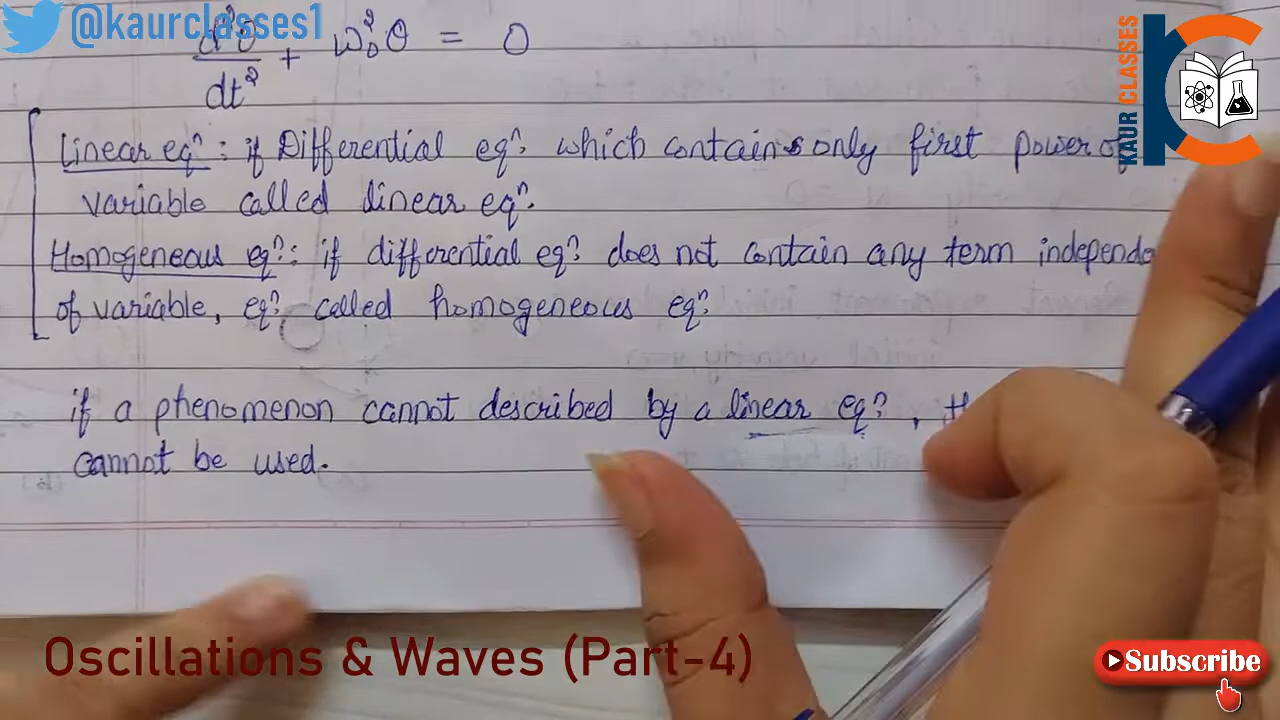 @kaurclasses1
d²θ + ω₀²θ = 0
dt²
KAUR CLASSES
Linear eqⁿ : if Differential eqⁿ. which contains only first power of
variable called linear eqⁿ.
Homogeneous eqⁿ : if differential eqⁿ does not contain any term
of variable, eqⁿ. called homogeneous eqⁿ.
if a phenomenon cannot described by a linear eqⁿ,
cannot be used.
Oscillations & Waves (Part-4)
Subscribe